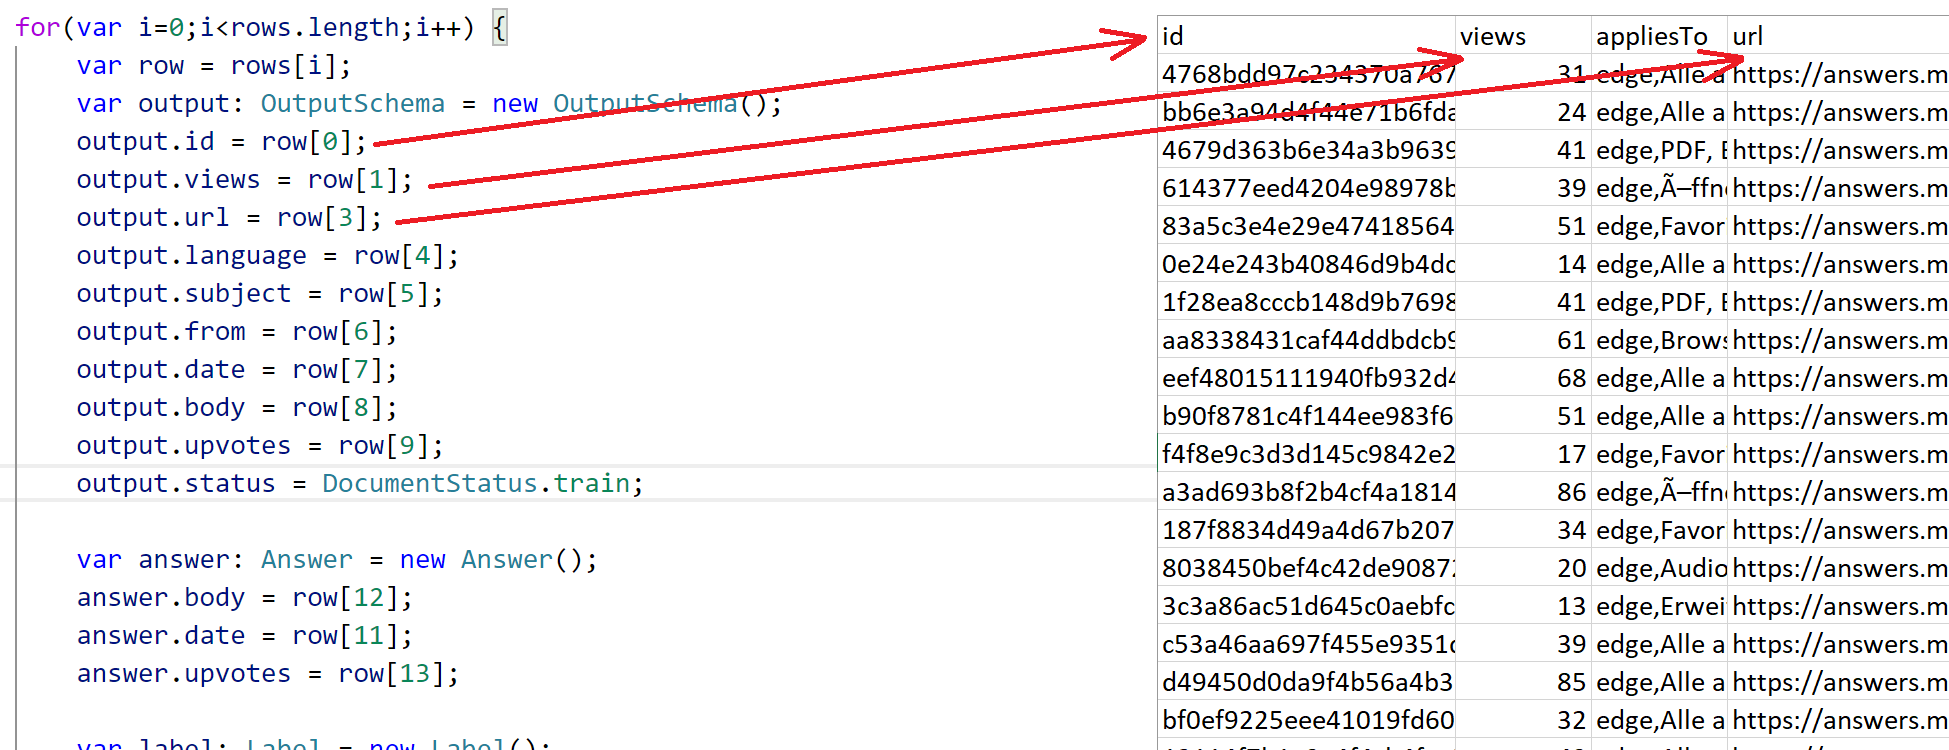 for(var i=0;i<rows.length;i++) {
var row = rows[i];
var output: OutputSchema = new OutputSchema();
output.id = row[0];
output.views = row[1];
output.url = row[3];
output.language = row[4];
output.subject = row[5];
output.from = row[6];
output.date = row[7];
output.body = row[8];
output.upvotes = row[9];
output.status = DocumentStatus.train;
var answer: Answer = new Answer();
answer.body = row[12];
answer.date = row[11];
answer.upvotes = row[13];
var label: Label = new Label();
id views appliesTo url
4768bdd97c234370a767 31 edge,Alle a https://answers.m
bb6e3a94d4f44e71b6fda 24 edge,Alle a https://answers.m
4679d363b6e34a3b9639 41 edge,PDF, E https://answers.m
614377eed4204e98978b 39 edge,Ã–ffne https://answers.m
83a5c3e4e29e47418564 51 edge,Favor https://answers.m
0e24e243b40846d9b4dc 14 edge,Alle a https://answers.m
1f28ea8cccb148d9b7698 41 edge,PDF, E https://answers.m
aa8338431caf44ddbdcb9 61 edge,Brows https://answers.m
eef48015111940fb932d4 68 edge,Alle a https://answers.m
b90f8781c4f144ee983f6 51 edge,Alle a https://answers.m
f4f8e9c3d3d145c9842e2 17 edge,Favor https://answers.m
a3ad693b8f2b4cf4a1814 86 edge,Ã–ffne https://answers.m
187f8834d49a4d67b207 34 edge,Favor https://answers.m
8038450bef4c42de90872 20 edge,Audio https://answers.m
3c3a86ac51d645c0aebfc 13 edge,Erwei https://answers.m
c53a46aa697f455e9351c 39 edge,Alle a https://answers.m
d49450d0da9f4b56a4b3 85 edge,Alle a https://answers.m
bf0ef9225eee41019fd60 32 edge,Alle a https://answers.m